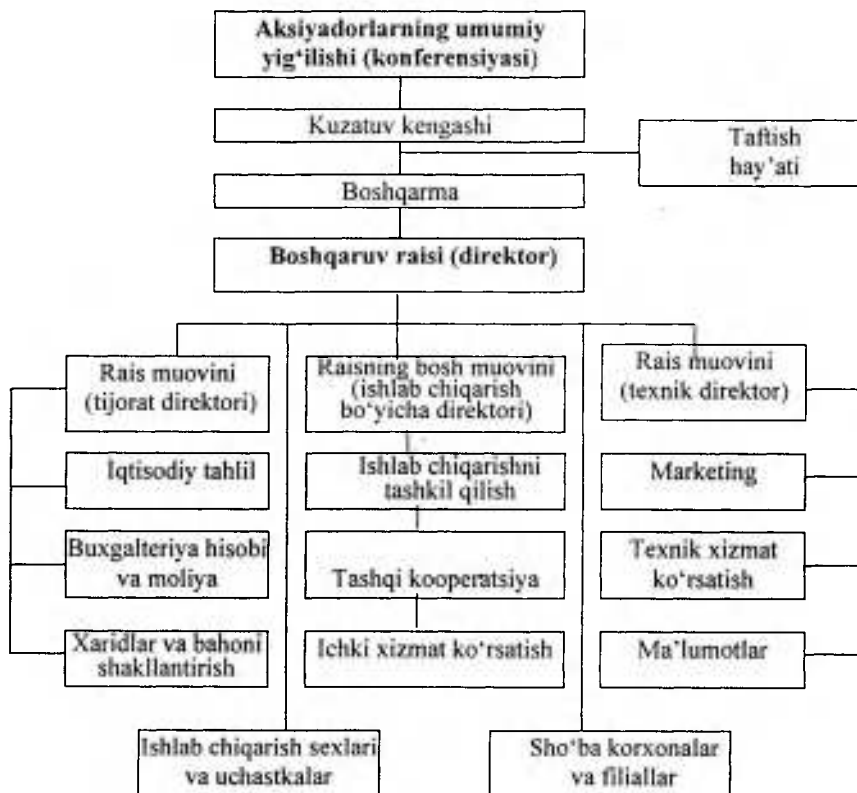 Aksiyadorlarning umumiy
yig‘ilishi (konferensiyasi)
Kuzatuv kengashi
Taftish
hay’ati
Boshqarma
Boshqaruv raisi (direktor)
Rais muovini
(tijorat direktori)
Raisning bosh muovini
(ishlab chiqarish
bo‘yicha direktori)
Rais muovini
(texnik direktor)
Iqtisodiy tahlil
Ishlab chiqarishni
tashkil qilish
Marketing
Buxgalteriya hisobi
va moliya
Tashqi kooperatsiya
Texnik xizmat
ko‘rsatish
Xaridlar va bahoni
shakllantirish
Ichki xizmat ko‘rsatish
Ma’lumotlar
Ishlab chiqarish sexlari
va uchastkalar
Sho‘ba korxonalar
va filiallar